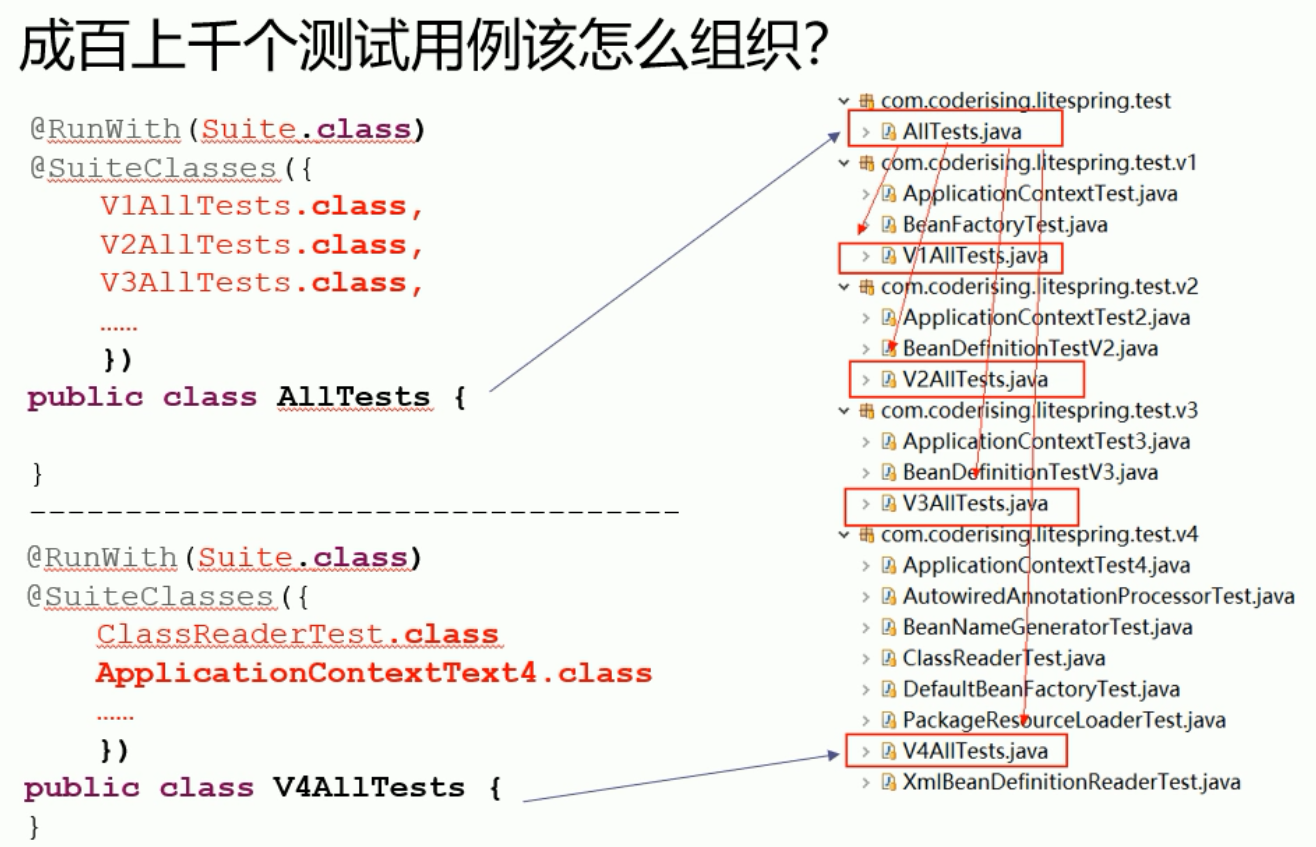 成百上千个测试用例该怎么组织？
@RunWith(Suite.class)
@SuiteClasses({
V1AllTests.class,
V2AllTests.class,
V3AllTests.class,
……
})
public class AllTests {
}
-----------------------------------
@RunWith(Suite.class)
@SuiteClasses({
ClassReaderTest.class
ApplicationContextText4.class
……
})
public class V4AllTests {
}
com.coderising.litespring.test
AllTests.java
com.coderising.litespring.test.v1
ApplicationContextTest.java
BeanFactoryTest.java
V1AllTests.java
com.coderising.litespring.test.v2
ApplicationContextTest2.java
BeanDefinitionTestV2.java
V2AllTests.java
com.coderising.litespring.test.v3
ApplicationContextTest3.java
BeanDefinitionTestV3.java
V3AllTests.java
com.coderising.litespring.test.v4
ApplicationContextTest4.java
AutowiredAnnotationProcessorTest.java
BeanNameGeneratorTest.java
ClassReaderTest.java
DefaultBeanFactoryTest.java
PackageResourceLoaderTest.java
V4AllTests.java
XmlBeanDefinitionReaderTest.java